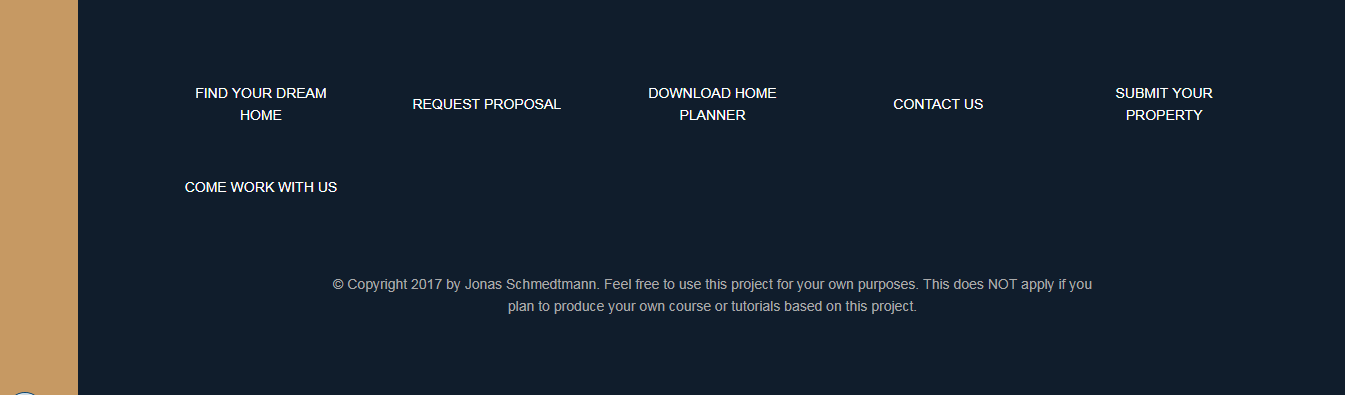 FIND YOUR DREAM
HOME
REQUEST PROPOSAL
DOWNLOAD HOME
PLANNER
CONTACT US
SUBMIT YOUR
PROPERTY
COME WORK WITH US
© Copyright 2017 by Jonas Schmedtmann. Feel free to use this project for your own purposes. This does NOT apply if you
plan to produce your own course or tutorials based on this project.